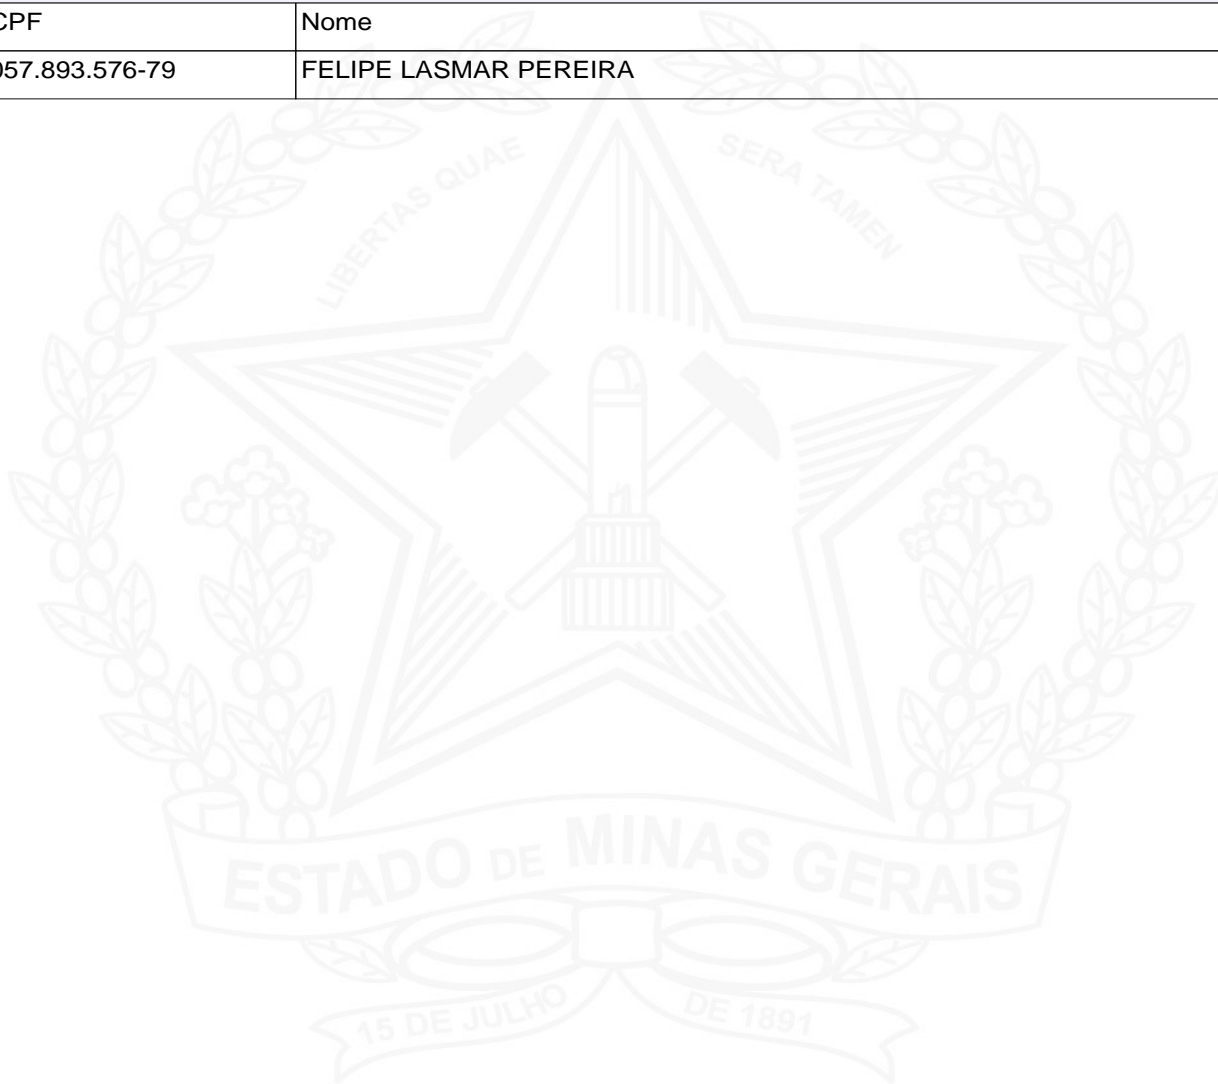 CPF Nome
057.893.576-79 FELIPE LASMAR PEREIRA
LIBERTAS QUAE SERA TAMEN
ESTADO DE MINAS GERAIS
15 DE JULHO DE 1891